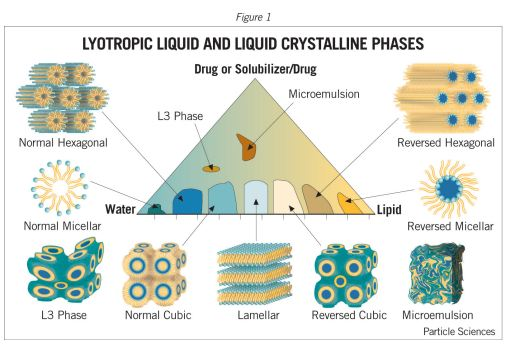 Figure 1
LYOTROPIC LIQUID AND LIQUID CRYSTALLINE PHASES
Drug or Solubilizer/Drug
Microemulsion
L3 Phase
Normal Hexagonal
Reversed Hexagonal
Water
Lipid
Normal Micellar
Reversed Micellar
L3 Phase
Normal Cubic
Lamellar
Reversed Cubic
Microemulsion
Particle Sciences